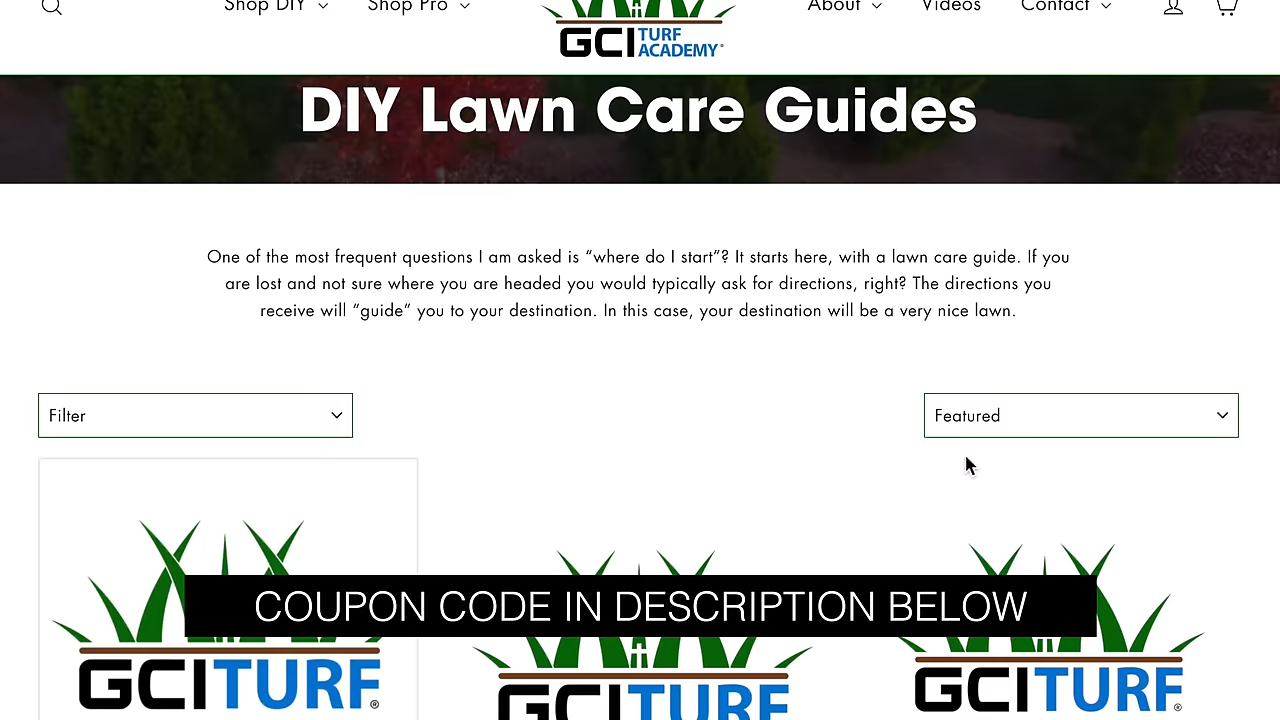 Shop DIY
Shop Pro
About
Videos
Contact
GCI TURF ACADEMY
DIY Lawn Care Guides
One of the most frequent questions I am asked is “where do I start”? It starts here, with a lawn care guide. If you
are lost and not sure where you are headed you would typically ask for directions, right? The directions you
receive will “guide” you to your destination. In this case, your destination will be a very nice lawn.
Filter
Featured
COUPON CODE IN DESCRIPTION BELOW
GCITURF®
GCITURF
GCITURF®